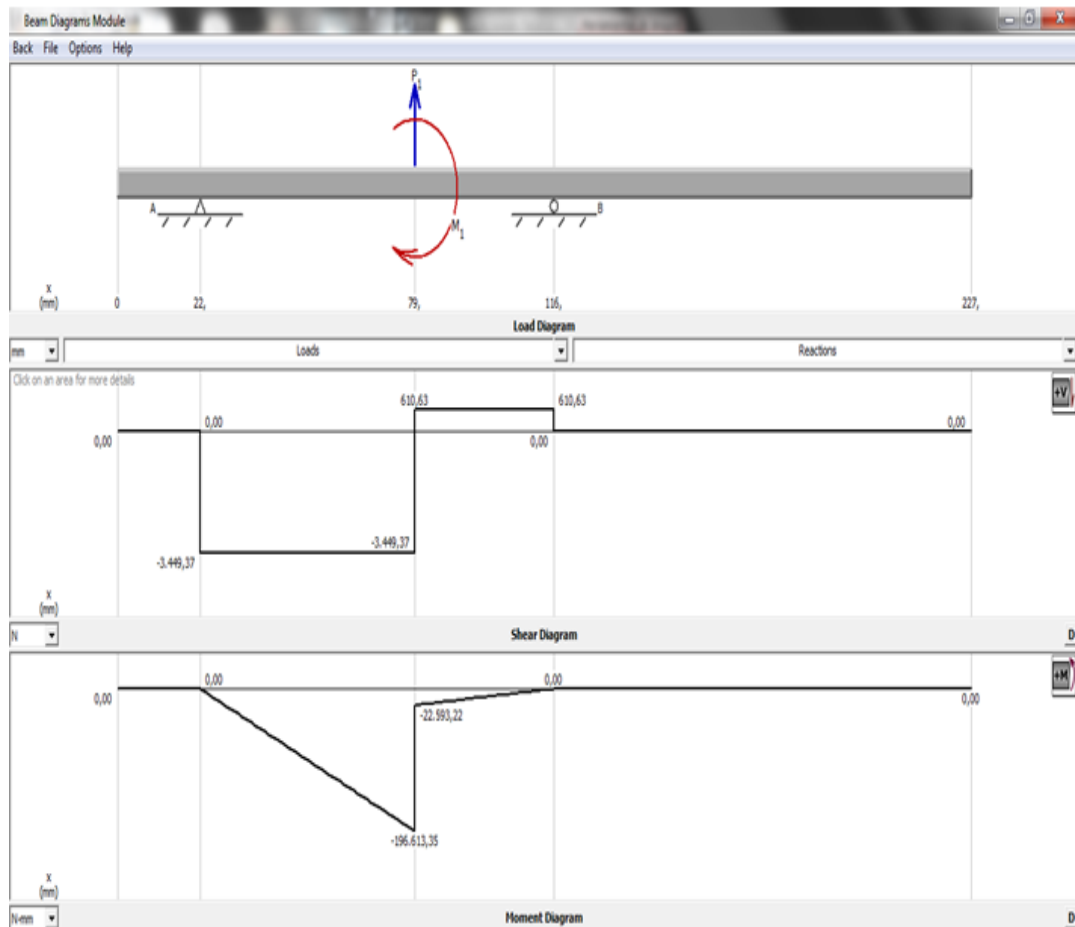 Beam Diagrams Module
Back File Options Help
P1
A
B
M1
x
(mm)
0 22, 79, 116, 227,
Load Diagram
mm Loads Reactions
Click on an area for more details
+V
610,63 610,63
0,00 0,00
0,00 0,00
-3.449,37
-3.449,37
x
(mm)
N Shear Diagram D
+M
0,00 0,00
0,00 0,00
-22.593,22
-196.613,35
x
(mm)
N-mm Moment Diagram D